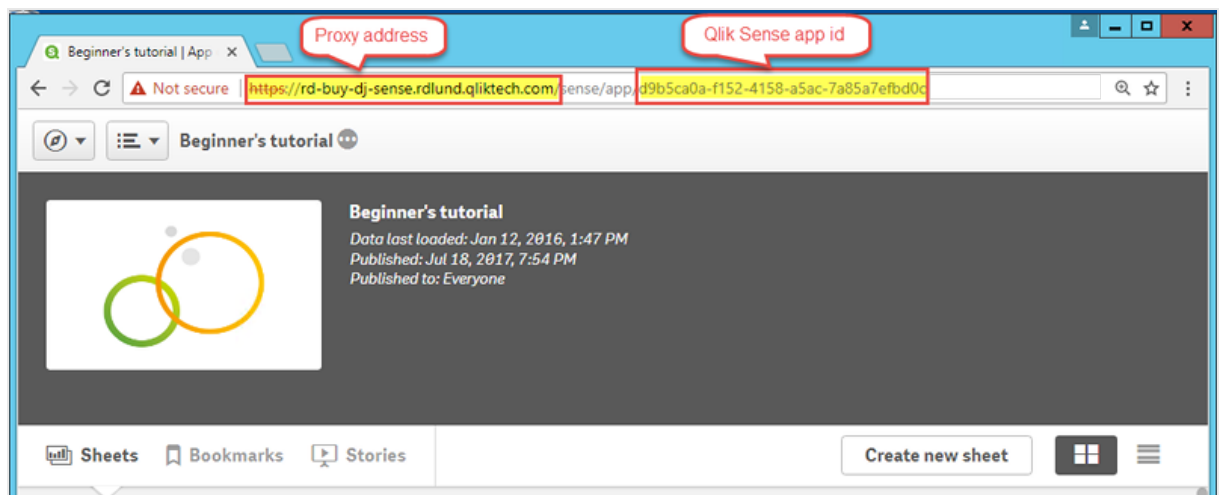 Proxy address
Qlik Sense app id
Beginner's tutorial | App
Not secure https://rd-buy-dj-sense.rdlund.qliktech.com/sense/app/d9b5ca0a-f152-4158-a5ac-7a85a7efbd0c
Beginner's tutorial
Beginner's tutorial
Data last loaded: Jan 12, 2016, 1:47 PM
Published: Jul 18, 2017, 7:54 PM
Published to: Everyone
Sheets Bookmarks Stories Create new sheet